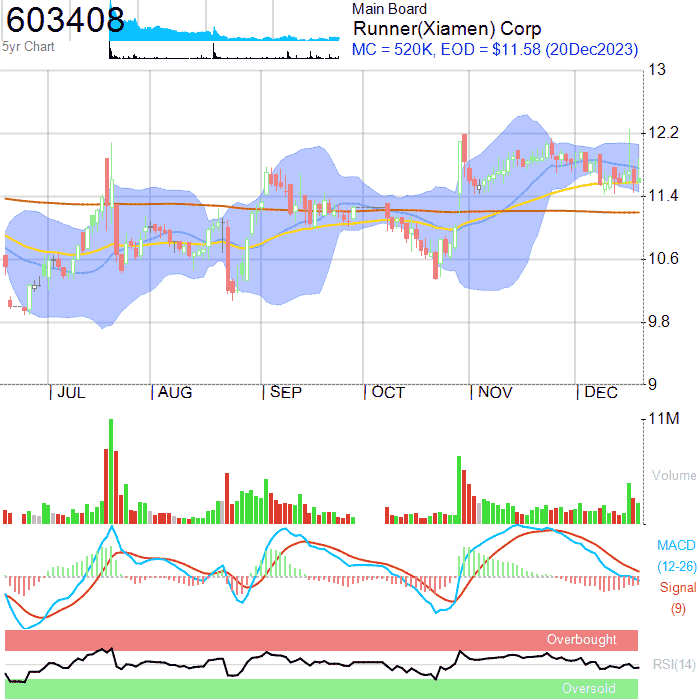 603408
5yr Chart
Main Board
Runner(Xiamen) Corp
MC = 520K, EOD = $11.58 (20Dec2023)
13
12.2
11.4
10.6
9.8
9
JUL AUG SEP OCT NOV DEC
11M
Volume
MACD
(12-26)
Signal
(9)
Overbought
RSI(14)
Oversold